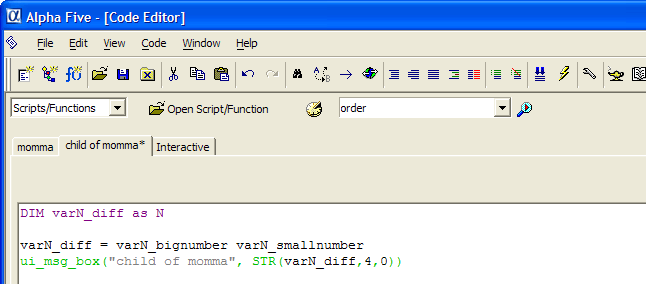 Alpha Five - [Code Editor]
File Edit View Code Window Help
Scripts/Functions Open Script/Function order
momma child of momma* Interactive
DIM varN_diff as N
varN_diff = varN_bignumber varN_smallnumber
ui_msg_box("child of momma", STR(varN_diff,4,0))